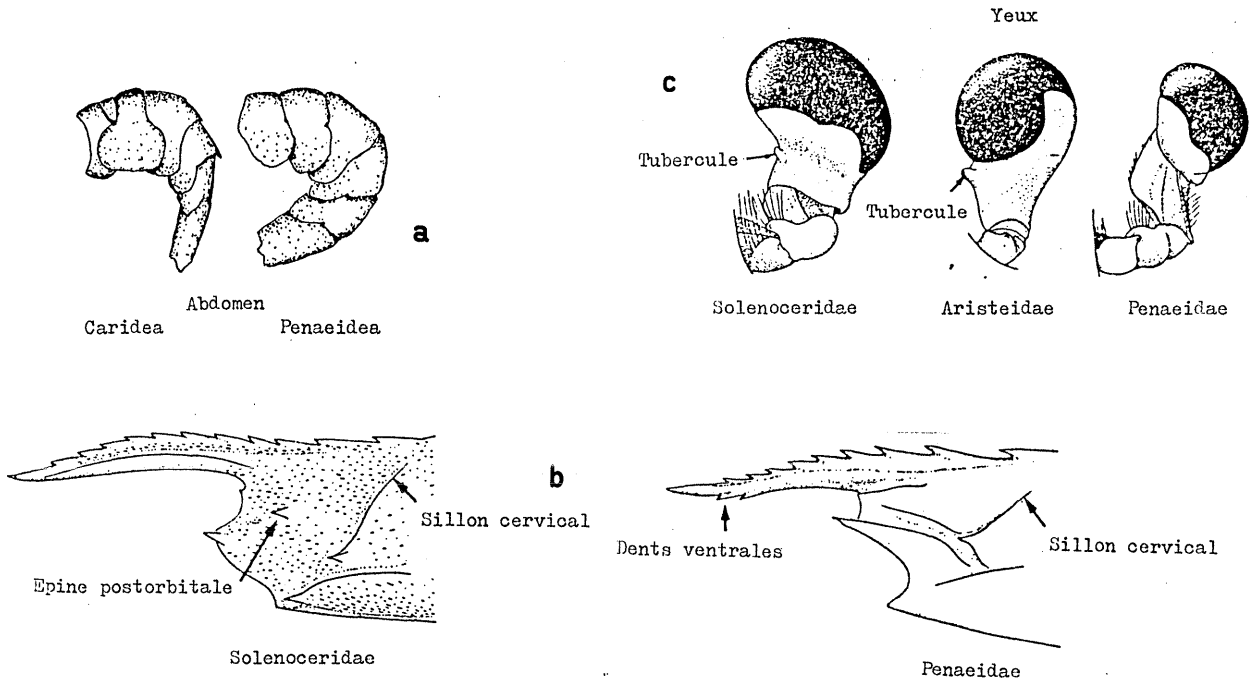 Yeux
c
Tubercule
Tubercule
a
Abdomen
Caridea
Penaeidea
Solenoceridae
Aristeidae
Penaeidae
b
Sillon cervical
Epine postorbitale
Solenoceridae
Dents ventrales
Sillon cervical
Penaeidae